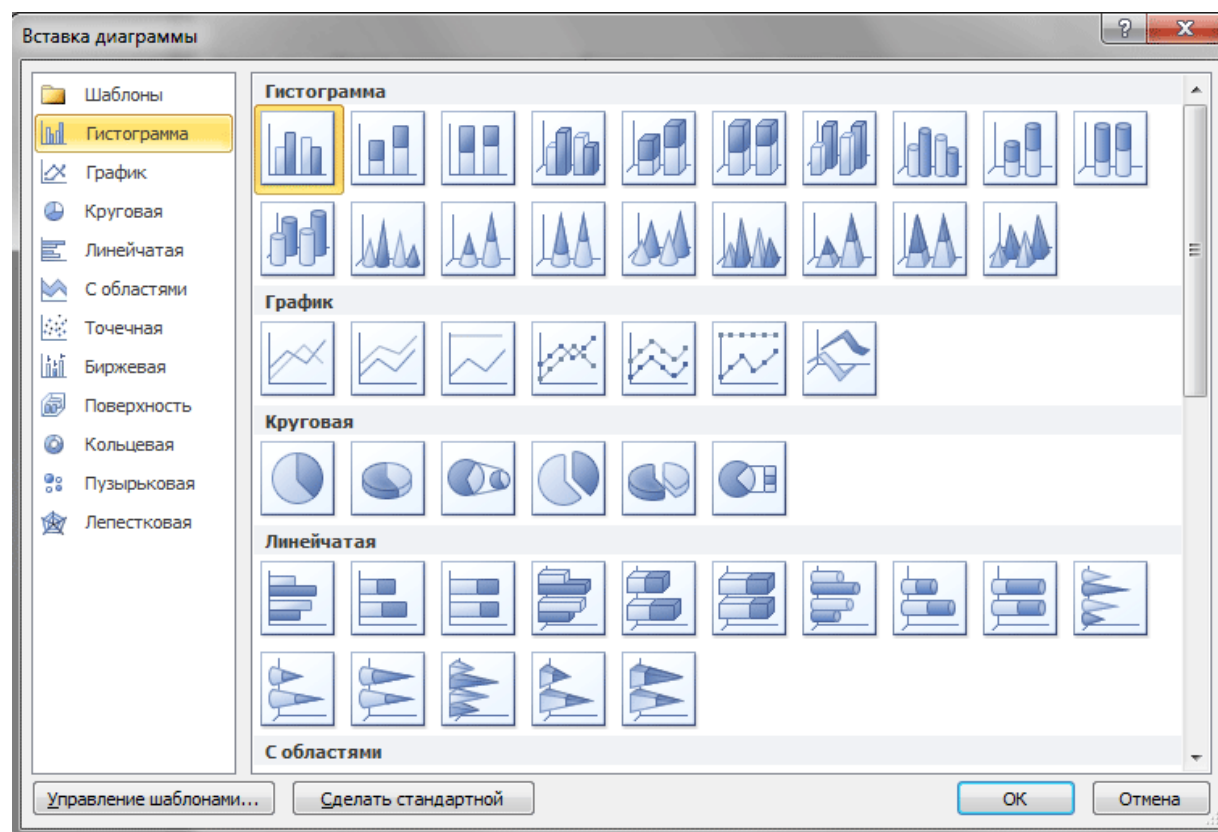 Вставка диаграммы
Шаблоны
Гистограмма
График
Круговая
Линейчатая
С областями
Точечная
Биржевая
Поверхность
Кольцевая
Пузырьковая
Лепестковая
Гистограмма
График
Круговая
Линейчатая
С областями
Управление шаблонами...
Сделать стандартной
ОК
Отмена